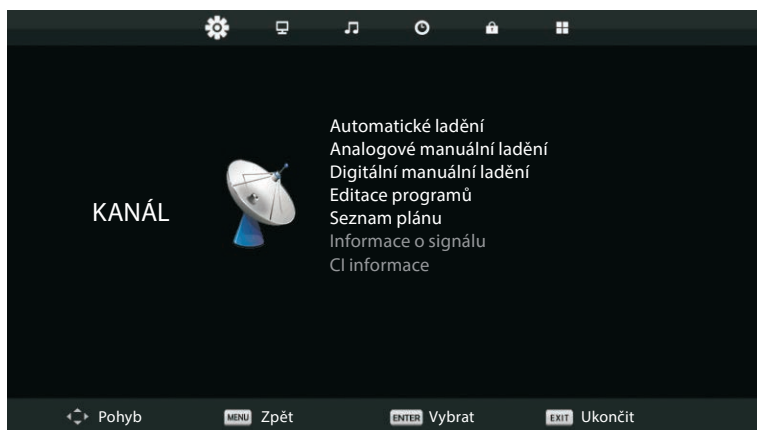 Automatické ladění
Analogové manuální ladění
Digitální manuální ladění
Editace programů
KANÁL
Seznam plánu
Informace o signálu
CI informace
Pohyb MENU Zpět ENTER Vybrat EXIT Ukončit